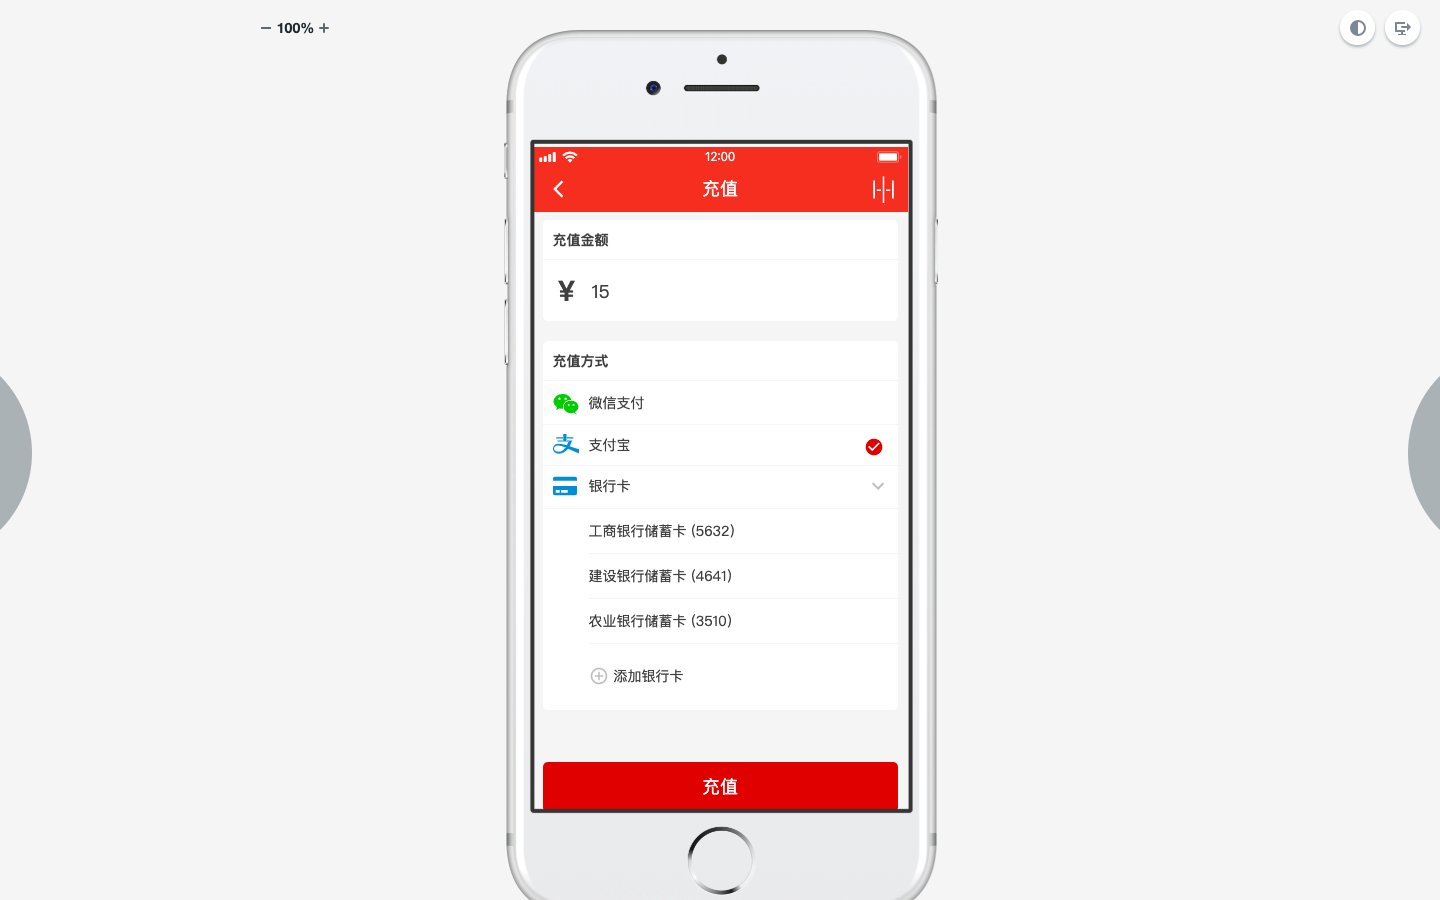 100%
12:00
充值
充值金额
¥ 15
充值方式
微信支付
支付宝
银行卡
工商银行储蓄卡 (5632)
建设银行储蓄卡 (4641)
农业银行储蓄卡 (3510)
添加银行卡
充值